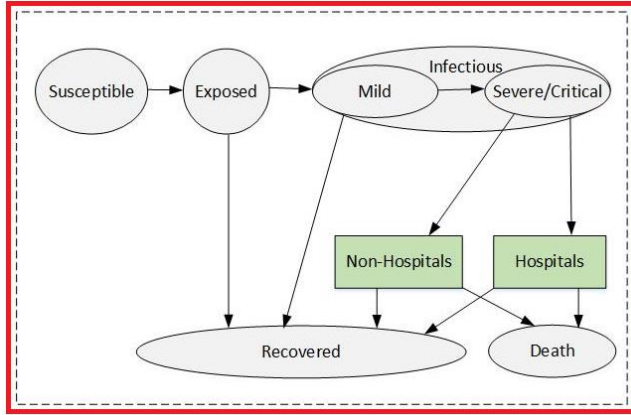 Infectious
Susceptible
Exposed
Mild
Severe/Critical
Non-Hospitals
Hospitals
Recovered
Death